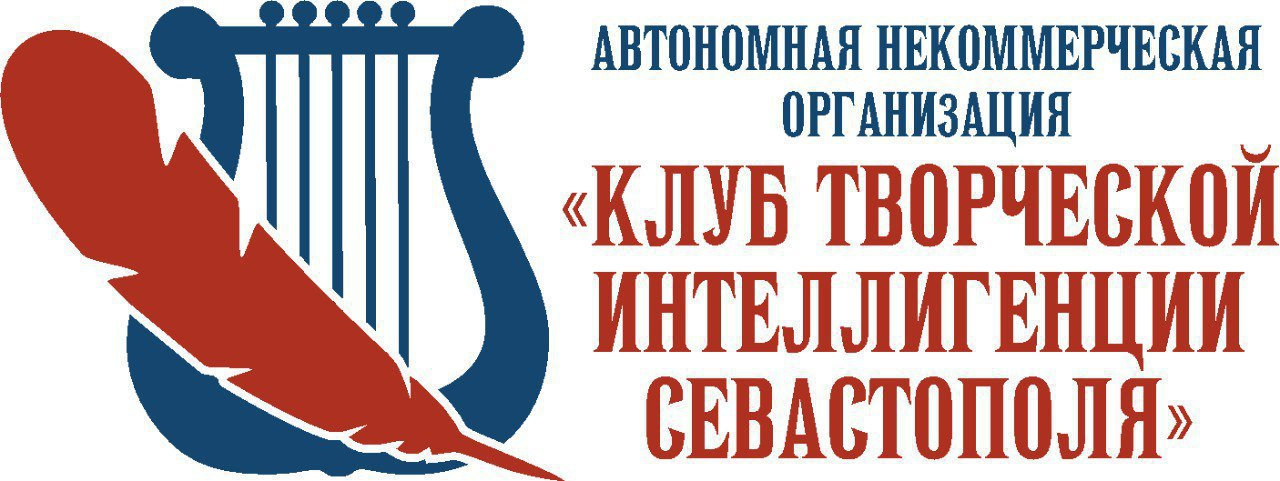 АВТОНОМНАЯ НЕКОММЕРЧЕСКАЯ
ОРГАНИЗАЦИЯ
«КЛУБ ТВОРЧЕСКОЙ
ИНТЕЛЛИГЕНЦИИ
СЕВАСТОПОЛЯ»